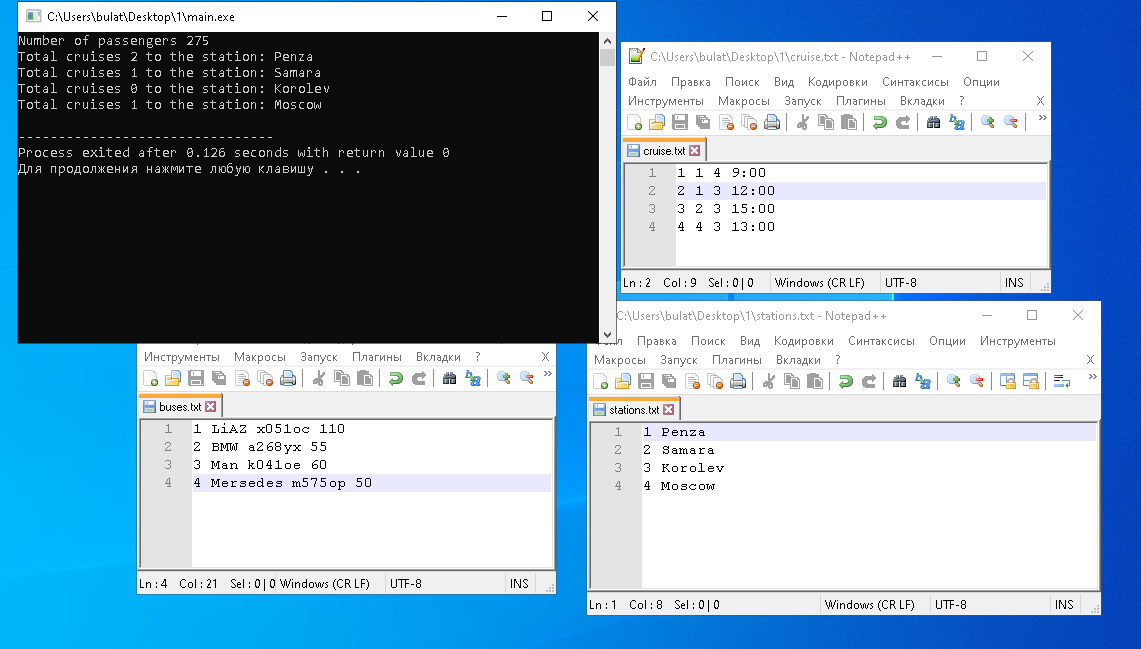 C:\Users\bulat\Desktop\1\main.exe
Number of passengers 275
Total cruises 2 to the station: Penza
Total cruises 1 to the station: Samara
Total cruises 0 to the station: Korolev
Total cruises 1 to the station: Moscow
--------------------------------
Process exited after 0.126 seconds with return value 0
Для продолжения нажмите любую клавишу . . .
C:\Users\bulat\Desktop\1\cruise.txt - Notepad++
Файл Правка Поиск Вид Кодировки Синтаксисы Опции
Инструменты Макросы Запуск Плагины Вкладки ? X
cruise.txt
1 1 1 4 9:00
2 2 1 3 12:00
3 3 2 3 15:00
4 4 4 3 13:00
Ln : 2 Col : 9 Sel : 0 | 0 Windows (CR LF) UTF-8 INS
Инструменты Макросы Запуск Плагины Вкладки ? X
buses.txt
1 1 LiAZ x051oc 110
2 2 BMW a268yx 55
3 3 Man k041oe 60
4 4 Mersedes m575op 50
Ln : 4 Col : 21 Sel : 0 | 0 Windows (CR LF) UTF-8 INS
C:\Users\bulat\Desktop\1\stations.txt - Notepad++
Правка Поиск Вид Кодировки Синтаксисы Опции Инструменты
Макросы Запуск Плагины Вкладки ? X
stations.txt
1 1 Penza
2 2 Samara
3 3 Korolev
4 4 Moscow
Ln : 1 Col : 8 Sel : 0 | 0 Windows (CR LF) UTF-8 INS